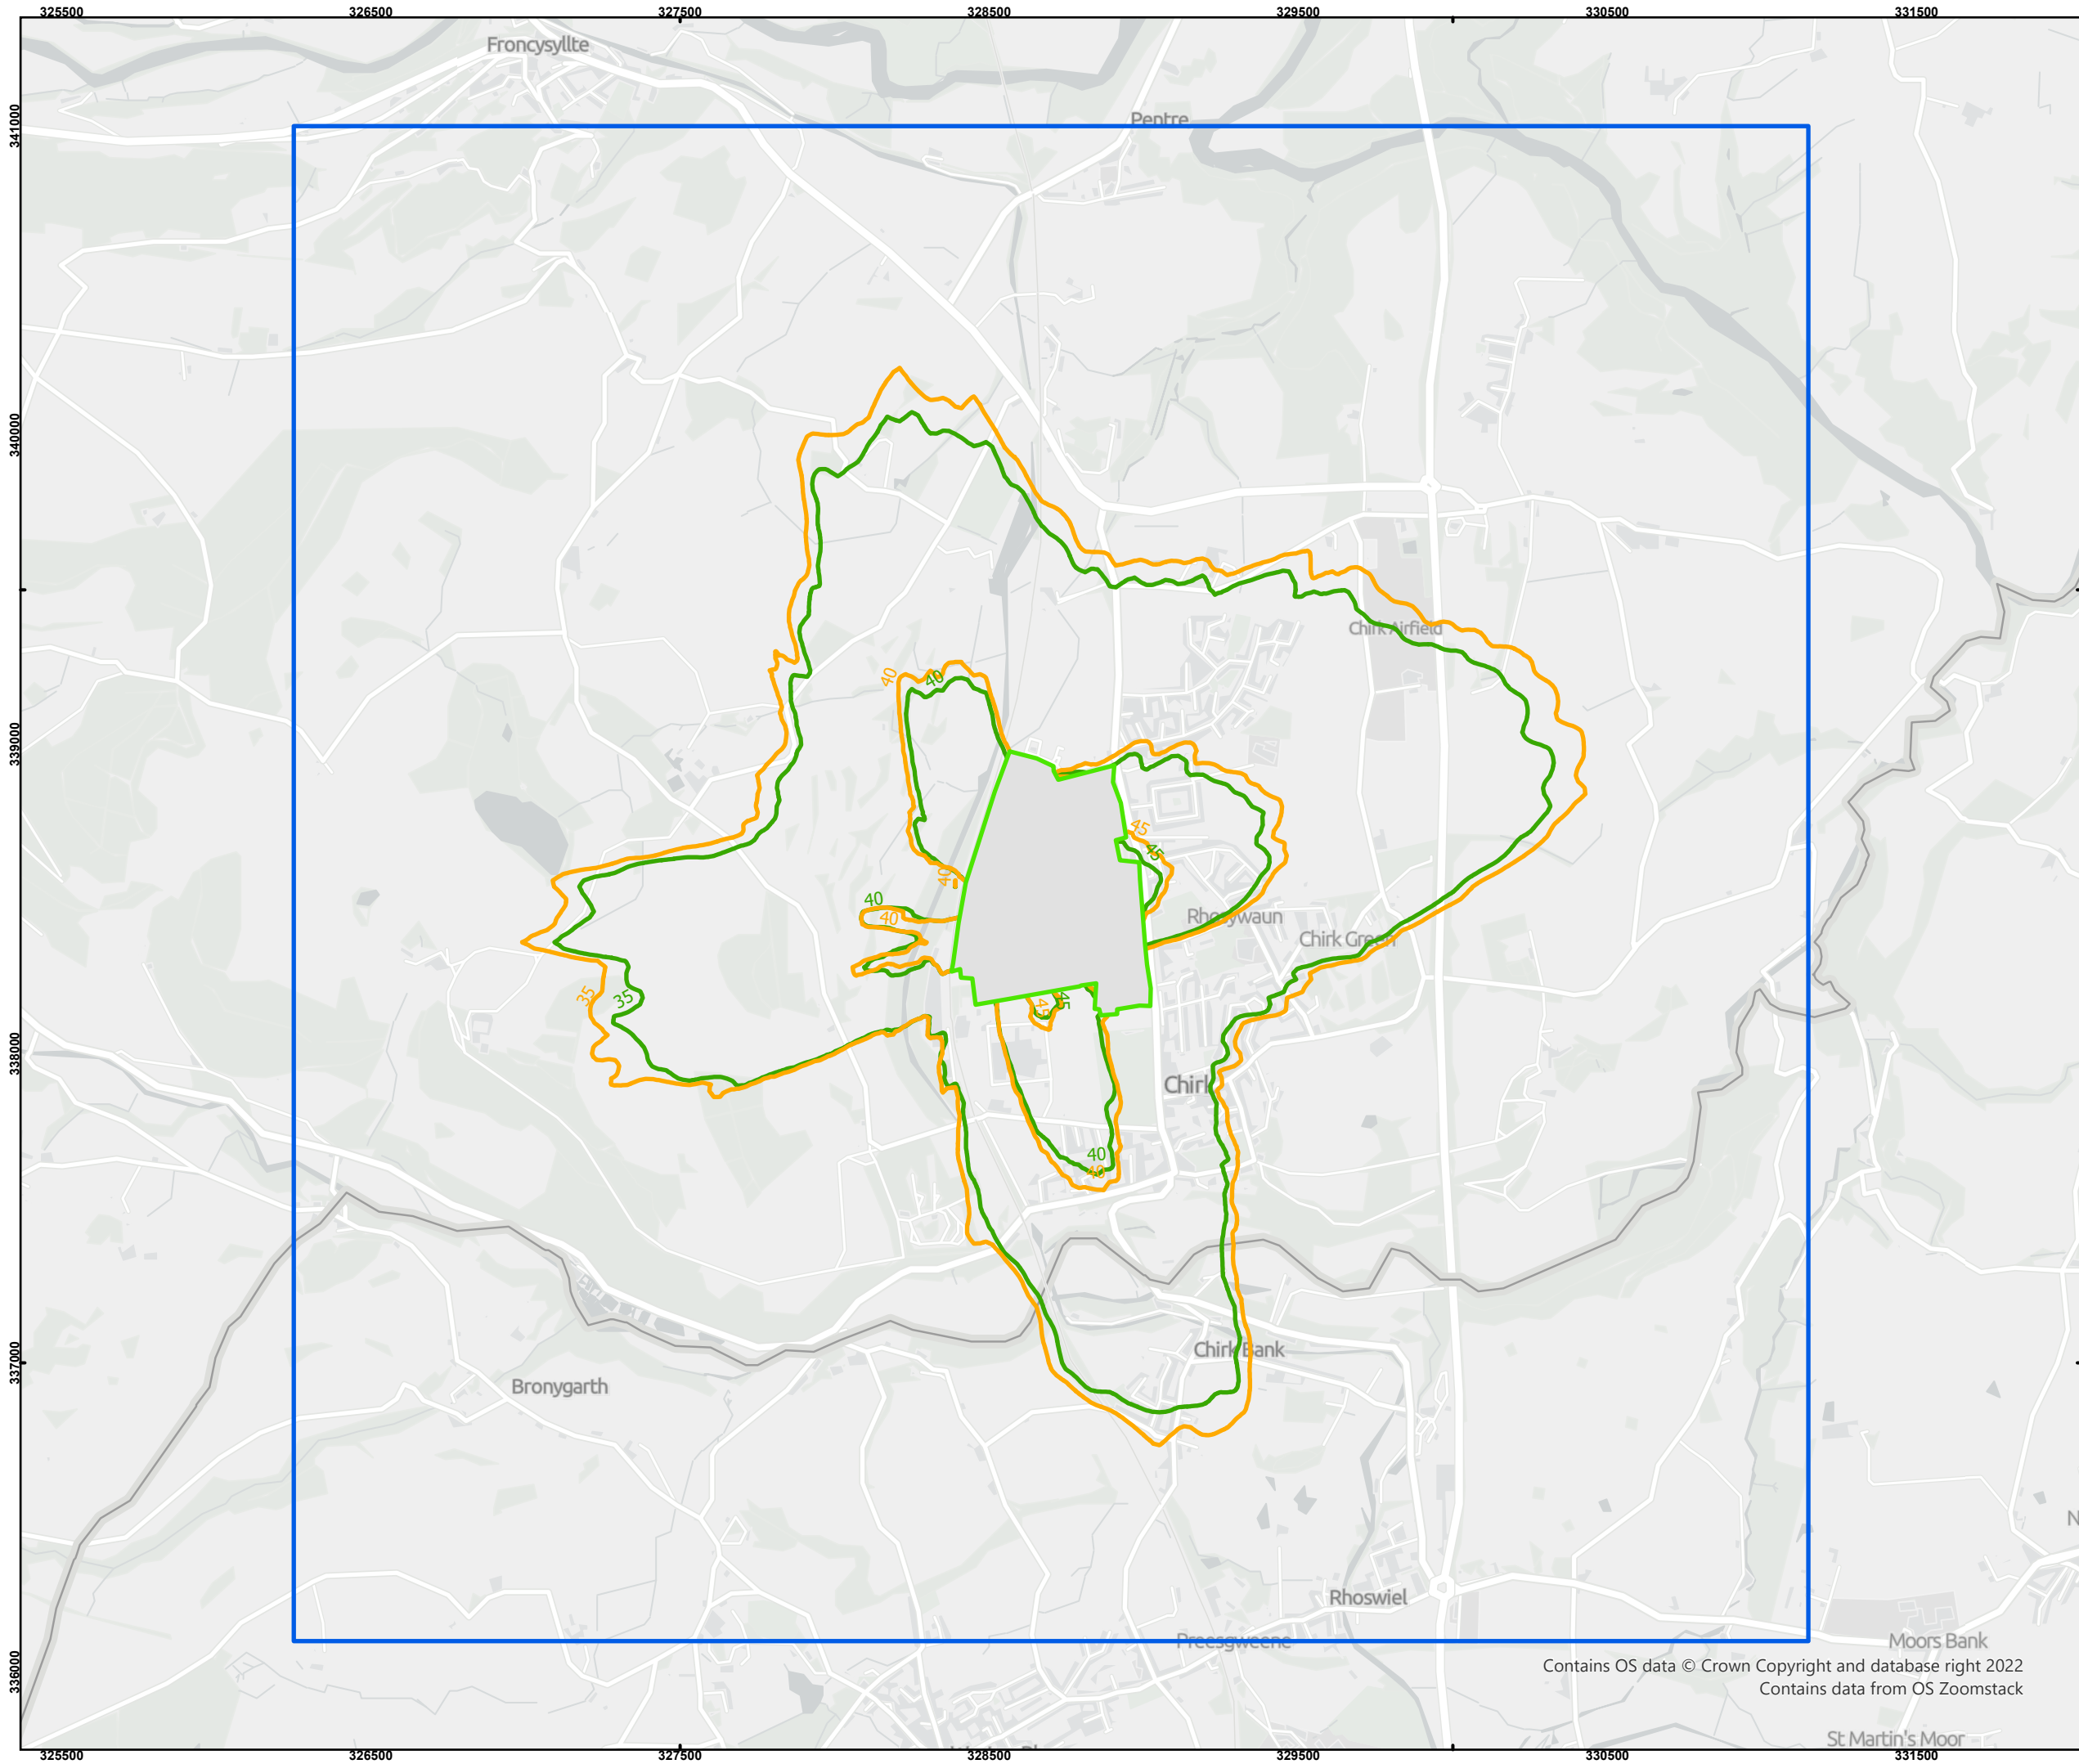 325500 326500 327500 328500 329500 330500 331500
Froncysyllte
341000
Pentre
340000
Chirk Airfield
40
40
339000
45
45
40
40
40
Rhosywaun
Chirk Green
35
35
45
45
338000
Chirk
40
40
337000
Chirk Bank
Bronygarth
Rhoswiel
Preesgweene
Moors Bank
336000
Contains OS data © Crown Copyright and database right 2022
Contains data from OS Zoomstack
St Martin's Moor
325500 326500 327500 328500 329500 330500 331500